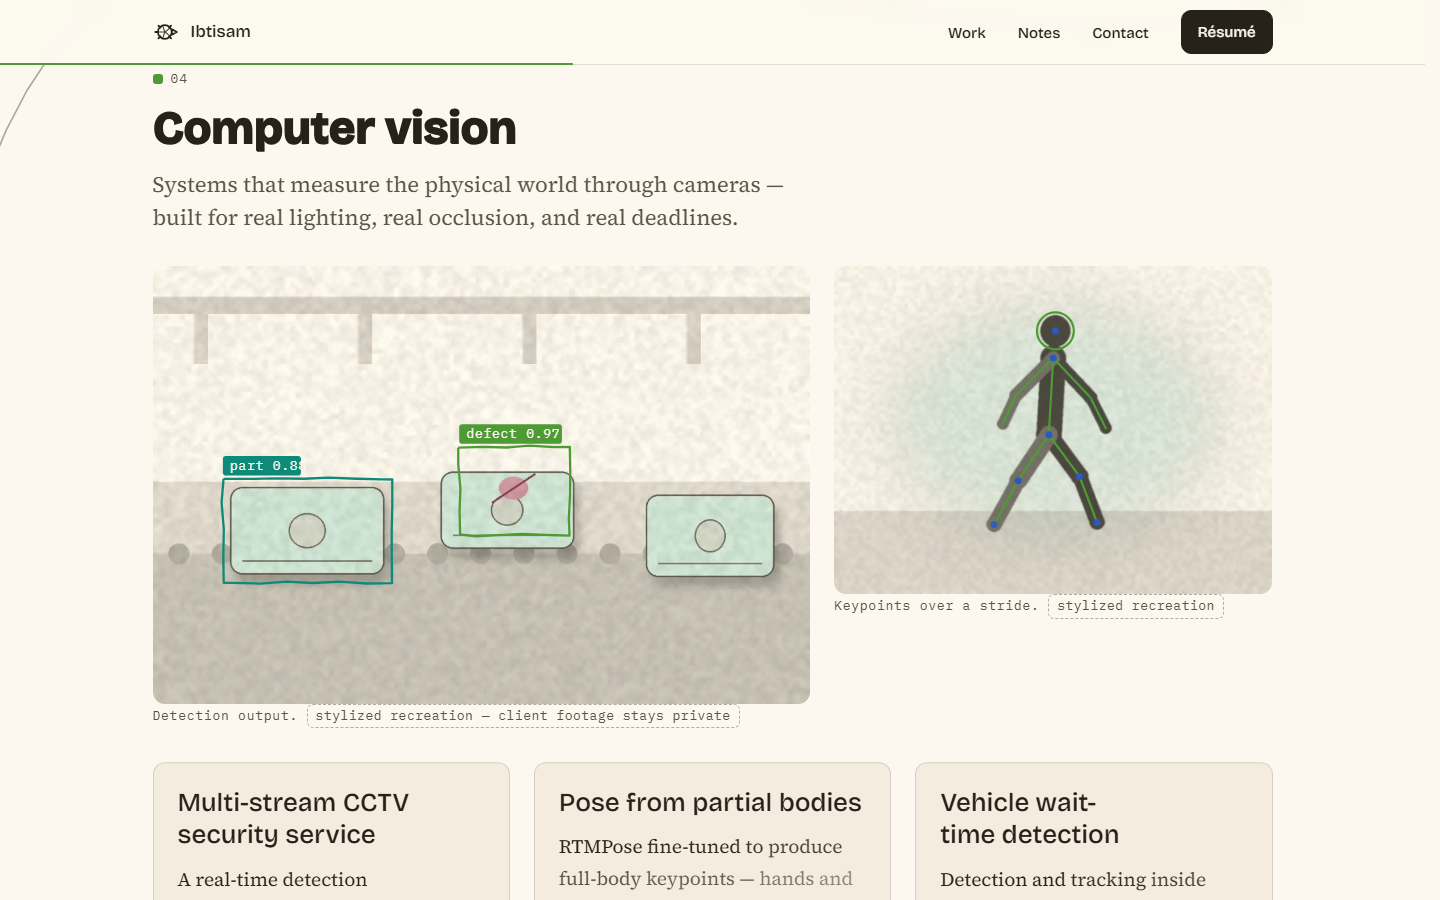 Ibtisam
Work
Notes
Contact
Résumé
04
Computer vision
Systems that measure the physical world through cameras —
built for real lighting, real occlusion, and real deadlines.
defect 0.97
part 0.8
Keypoints over a stride. stylized recreation
Detection output. stylized recreation — client footage stays private
Multi-stream CCTV
security service
A real-time detection
Pose from partial bodies
RTMPose fine-tuned to produce
full-body keypoints — hands and
Vehicle wait-
time detection
Detection and tracking inside